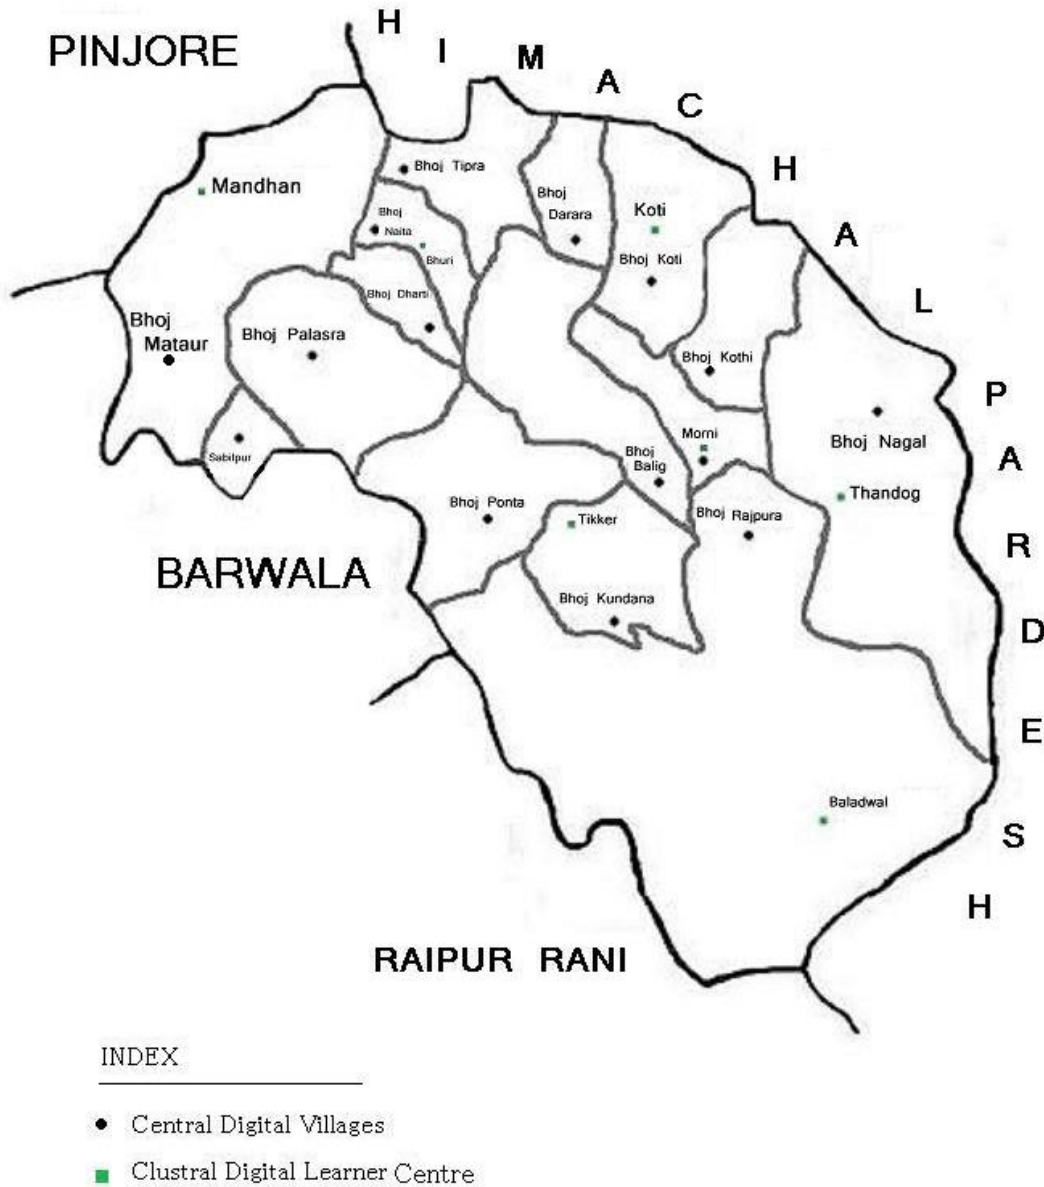 PINJORE
H I M A C H A L
P A R D E S H
Bhoj Tipra
Mandhan
Bhoj
Darara
Koti
Bhoj
Naita
Bhuri
Bhoj Koti
Bhoj Dharti
Bhoj
Mataur
Bhoj Palasra
Bhoj Kothi
Bhoj Nagal
Morni
Sabilpur
Bhoj
Balig
Thandog
Bhoj Ponta
Tikker
Bhoj Rajpura
BARWALA
Bhoj Kundana
Baladwal
RAIPUR RANI
INDEX
Central Digital Villages
Clustral Digital Learner Centre